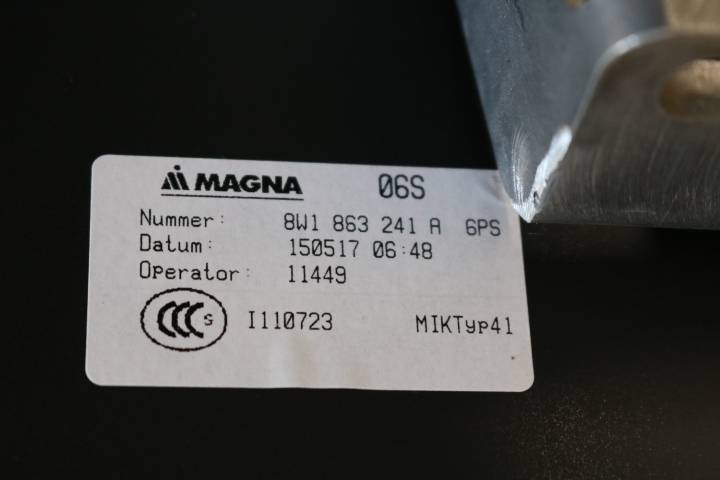 MAGNA 06S
Nummer: 8W1 863 241 A 6PS
Datum: 150517 06:48
Operator: 11449
CCC S I110723 MIKTyp41